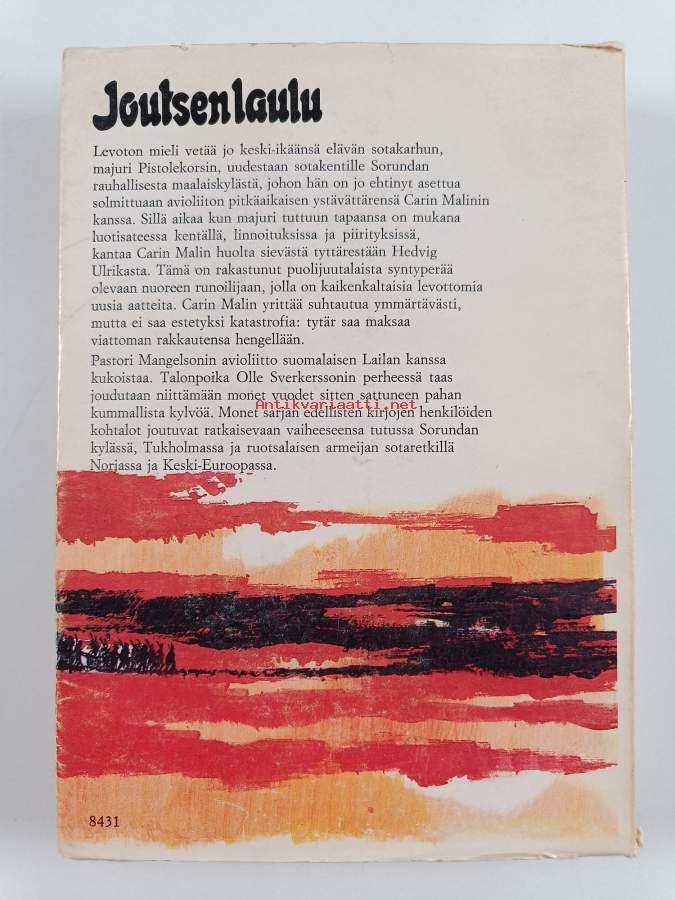 Joutsenlaulu
Levoton mieli vetää jo keski-ikäänsä elävän sotakarhun,
majuri Pistolekorsin, uudestaan sotakentille Sorundan
rauhallisesta maalaiskylästä, johon hän on jo ehtinyt asettua
solmittuaan avioliiton pitkäaikaisen ystävättärensä Carin Malinin
kanssa. Sillä aikaa kun majuri tuttuun tapaansa on mukana
luotisateessa kentällä, linnoituksissa ja piirityksissä,
kantaa Carin Malin huolta sievästä tyttärestään Hedvig
Ulrikasta. Tämä on rakastunut puolijuutalaista syntyperää
olevaan nuoreen runoilijaan, jolla on kaikenkaltaisia levottomia
uusia aatteita. Carin Malin yrittää suhtautua ymmärtävästi,
mutta ei saa estetyksi katastrofia: tytär saa maksaa
viattoman rakkautensa hengellään.
Pastori Mangelsonin avioliitto suomalaisen Lailan kanssa
kukoistaa. Talonpoika Olle Sverkerssonin perheessä taas
joudutaan niittämään monet vuodet sitten sattuneen pahan
kummallista kylvöä. Monet sarjan edellisten kirjojen henkilöiden
Antikvariaatti.net
kohtalot joutuvat ratkaisevaan vaiheeseensa tutussa Sorundan
kylässä, Tukholmassa ja ruotsalaisen armeijan sotaretkillä
Norjassa ja Keski-Euroopassa.
8431